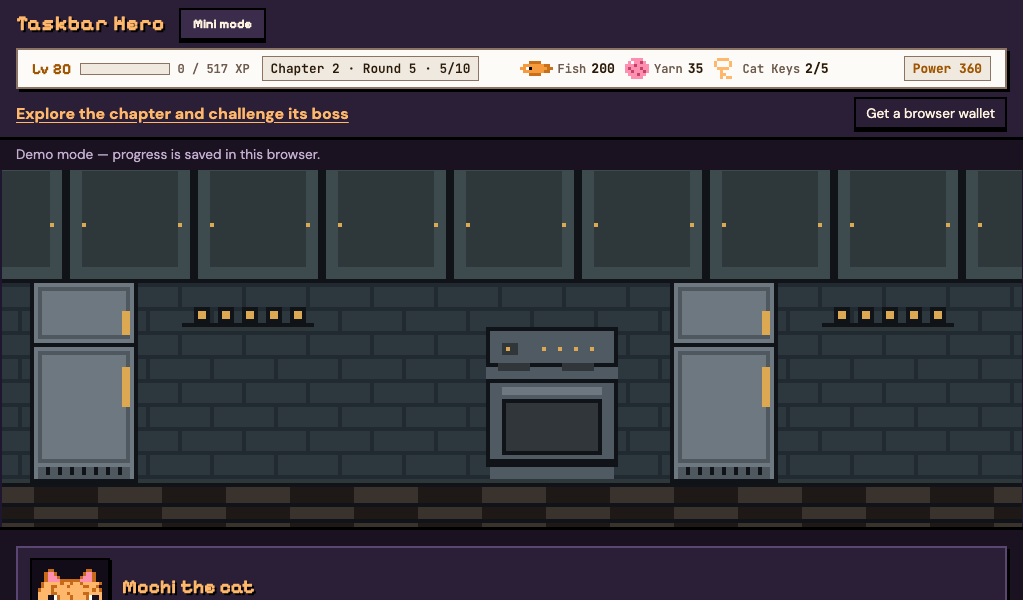 Taskbar Hero
Mini mode
Lv 20 0 / 517 XP Chapter 2 · Round 5 · 5/10 Fish 200 Yarn 35 Cat Keys 2/5 Power 360
Explore the chapter and challenge its boss
Get a browser wallet
Demo mode — progress is saved in this browser.
Mochi the cat